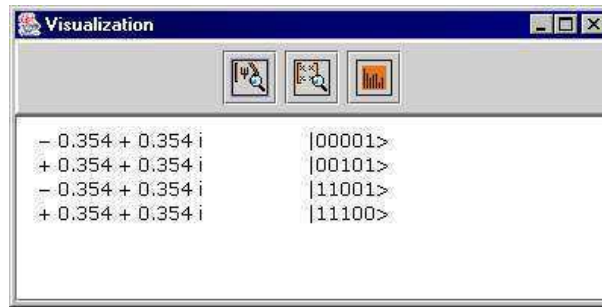 Visualization
− 0.354 + 0.354 i |00001>
+ 0.354 + 0.354 i |00101>
− 0.354 + 0.354 i |11001>
+ 0.354 + 0.354 i |11100>